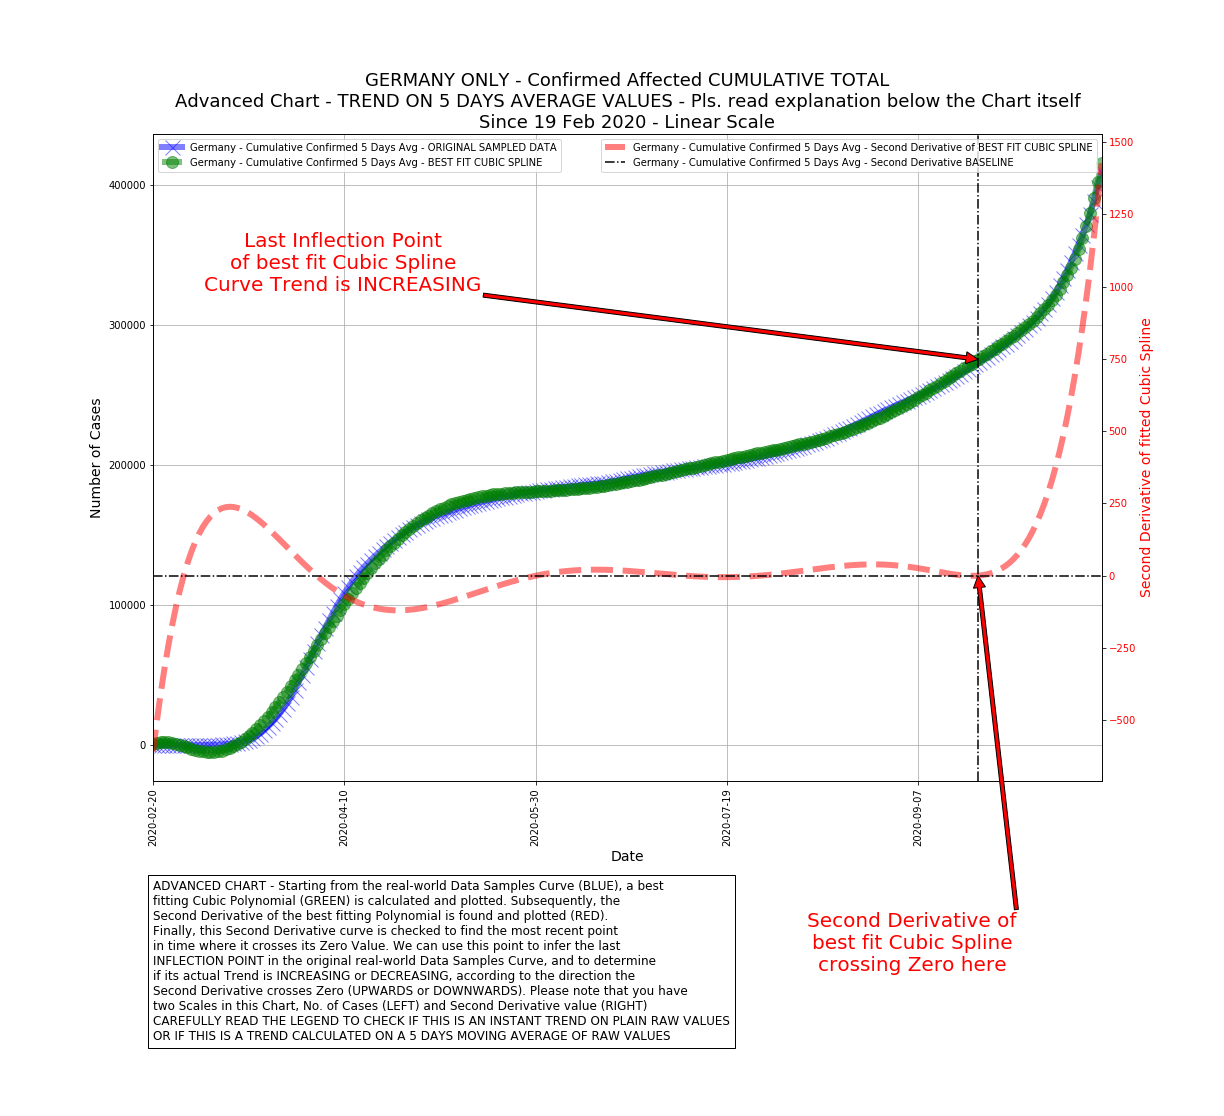 GERMANY ONLY - Confirmed Affected CUMULATIVE TOTAL
Advanced Chart - TREND ON 5 DAYS AVERAGE VALUES - Pls. read explanation below the Chart itself
Since 19 Feb 2020 - Linear Scale
Germany - Cumulative Confirmed 5 Days Avg - ORIGINAL SAMPLED DATA
Germany - Cumulative Confirmed 5 Days Avg - BEST FIT CUBIC SPLINE
Germany - Cumulative Confirmed 5 Days Avg - Second Derivative of BEST FIT CUBIC SPLINE
Germany - Cumulative Confirmed 5 Days Avg - Second Derivative BASELINE
Last Inflection Point
of best fit Cubic Spline
Curve Trend is INCREASING
Number of Cases
400000
300000
200000
100000
0
Second Derivative of fitted Cubic Spline
1500
1250
1000
750
500
250
0
−250
−500
2020-02-20
2020-04-10
2020-05-30
2020-07-19
2020-09-07
Date
ADVANCED CHART - Starting from the real-world Data Samples Curve (BLUE), a best
fitting Cubic Polynomial (GREEN) is calculated and plotted. Subsequently, the
Second Derivative of the best fitting Polynomial is found and plotted (RED).
Finally, this Second Derivative curve is checked to find the most recent point
in time where it crosses its Zero Value. We can use this point to infer the last
INFLECTION POINT in the original real-world Data Samples Curve, and to determine
if its actual Trend is INCREASING or DECREASING, according to the direction the
Second Derivative crosses Zero (UPWARDS or DOWNWARDS). Please note that you have
two Scales in this Chart, No. of Cases (LEFT) and Second Derivative value (RIGHT)
CAREFULLY READ THE LEGEND TO CHECK IF THIS IS AN INSTANT TREND ON PLAIN RAW VALUES
OR IF THIS IS A TREND CALCULATED ON A 5 DAYS MOVING AVERAGE OF RAW VALUES
Second Derivative of
best fit Cubic Spline
crossing Zero here